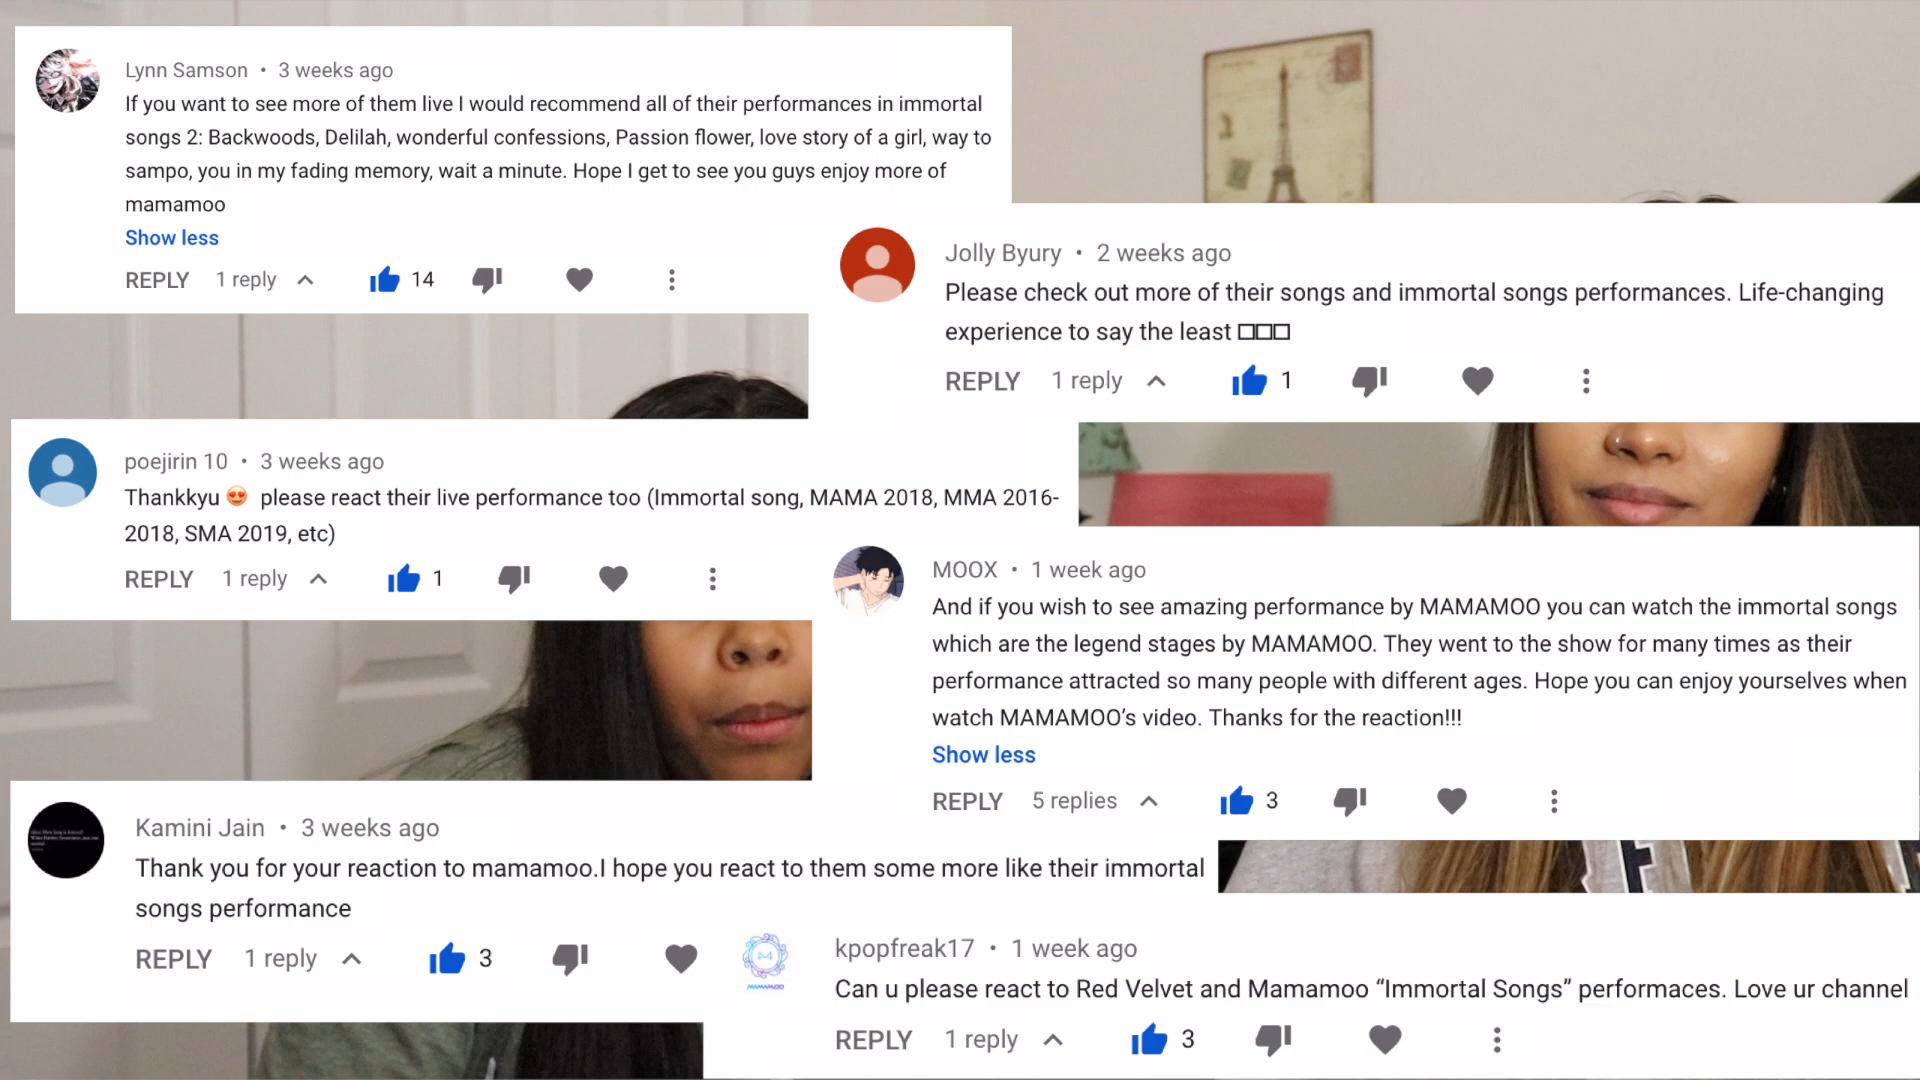 Lynn Samson • 3 weeks ago
If you want to see more of them live I would recommend all of their performances in immortal
songs 2: Backwoods, Delilah, wonderful confessions, Passion flower, love story of a girl, way to
sampo, you in my fading memory, wait a minute. Hope I get to see you guys enjoy more of
mamamoo
Show less
REPLY 1 reply 14
Jolly Byury • 2 weeks ago
Please check out more of their songs and immortal songs performances. Life-changing
experience to say the least □□□
REPLY 1 reply 1
poejirin 10 • 3 weeks ago
Thankkyu 😍 please react their live performance too (Immortal song, MAMA 2018, MMA 2016-
2018, SMA 2019, etc)
REPLY 1 reply 1
MOOX • 1 week ago
And if you wish to see amazing performance by MAMAMOO you can watch the immortal songs
which are the legend stages by MAMAMOO. They went to the show for many times as their
performance attracted so many people with different ages. Hope you can enjoy yourselves when
watch MAMAMOO’s video. Thanks for the reaction!!!
Show less
REPLY 5 replies 3
Kamini Jain • 3 weeks ago
Thank you for your reaction to mamamoo.I hope you react to them some more like their immortal
songs performance
REPLY 1 reply 3
MAMAMOO
kpopfreak17 • 1 week ago
Can u please react to Red Velvet and Mamamoo “Immortal Songs” performaces. Love ur channel
REPLY 1 reply 3